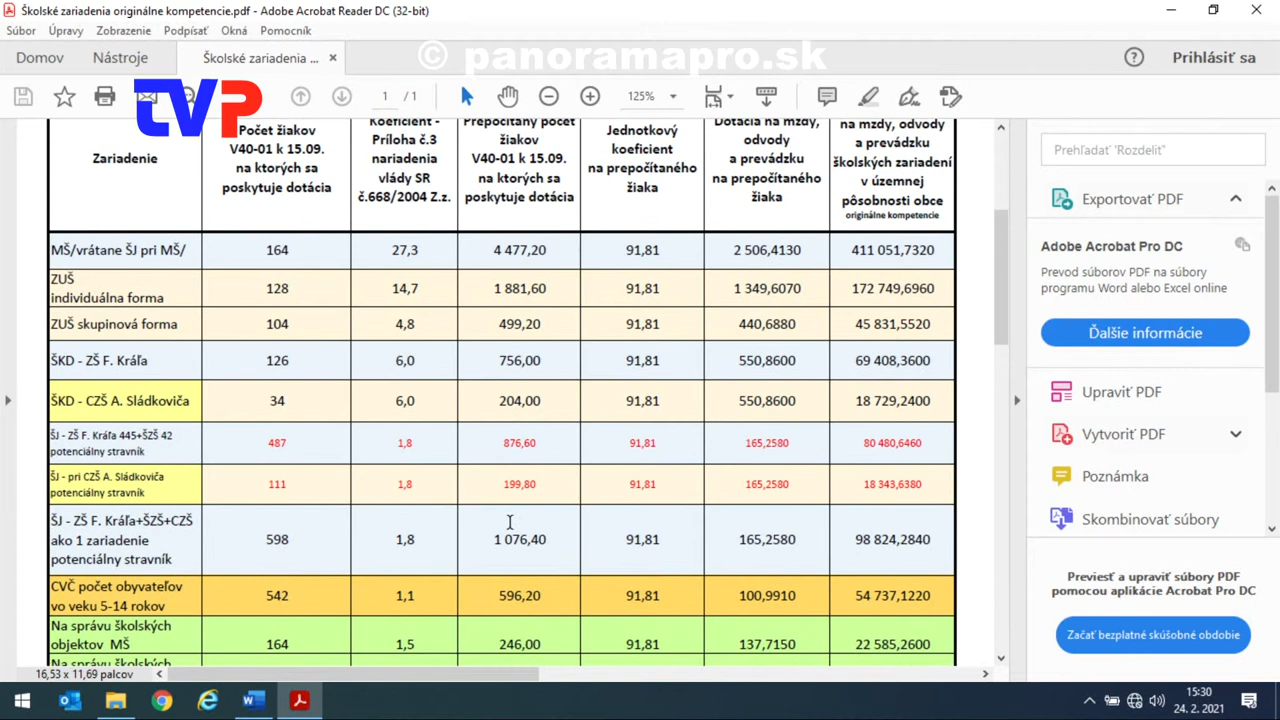 Školské zariadenia originálne kompetencie.pdf - Adobe Acrobat Reader DC (32-bit)
Súbor Úpravy Zobrazenie Podpísať Okná Pomocník
© panoramapro.sk
Domov Nástroje Školské zariadenia ... × Prihlásiť sa
TVP
1 / 1 125%
Zariadenie
Počet žiakov
V40-01 k 15.09.
na ktorých sa
poskytuje dotácia
Koeficient -
Príloha č.3
nariadenia
vlády SR
č.668/2004 Z.z.
Prepočítaný počet
žiakov
V40-01 k 15.09.
na ktorých sa
poskytuje dotácia
Jednotkový
koeficient
na prepočítaného
žiaka
Dotácia na mzdy,
odvody
a prevádzku
na prepočítaného
žiaka
na mzdy, odvody
a prevádzku
školských zariadení
v územnej
pôsobnosti obce
originálne kompetencie
MŠ/vrátane ŠJ pri MŠ/ 164 27,3 4 477,20 91,81 2 506,4130 411 051,7320
ZUŠ
individuálna forma 128 14,7 1 881,60 91,81 1 349,6070 172 749,6960
ZUŠ skupinová forma 104 4,8 499,20 91,81 440,6880 45 831,5520
ŠKD - ZŠ F. Kráľa 126 6,0 756,00 91,81 550,8600 69 408,3600
ŠKD - CZŠ A. Sládkoviča 34 6,0 204,00 91,81 550,8600 18 729,2400
ŠJ - ZŠ F. Kráľa 445+ŠZŠ 42
potenciálny stravník 487 1,8 876,60 91,81 165,2580 80 480,6460
ŠJ - pri CZŠ A. Sládkoviča
potenciálny stravník 111 1,8 199,80 91,81 165,2580 18 343,6380
ŠJ - ZŠ F. Kráľa+ŠZŠ+CZŠ
ako 1 zariadenie
potenciálny stravník 598 1,8 1 076,40 91,81 165,2580 98 824,2840
CVČ počet obyvateľov
vo veku 5-14 rokov 542 1,1 596,20 91,81 100,9910 54 737,1220
Na správu školských
objektov MŠ 164 1,5 246,00 91,81 137,7150 22 585,2600
Na správu školských
16,53 x 11,69 palcov
Prehľadať 'Rozdeliť'
Exportovať PDF
Adobe Acrobat Pro DC
Prevod súborov PDF na súbory
programu Word alebo Excel online
Ďalšie informácie
Upraviť PDF
Vytvoriť PDF
Poznámka
Skombinovať súbory
Previesť a upraviť súbory PDF
pomocou aplikácie Acrobat Pro DC
Začať bezplatné skúšobné obdobie
15:30
24. 2. 2021